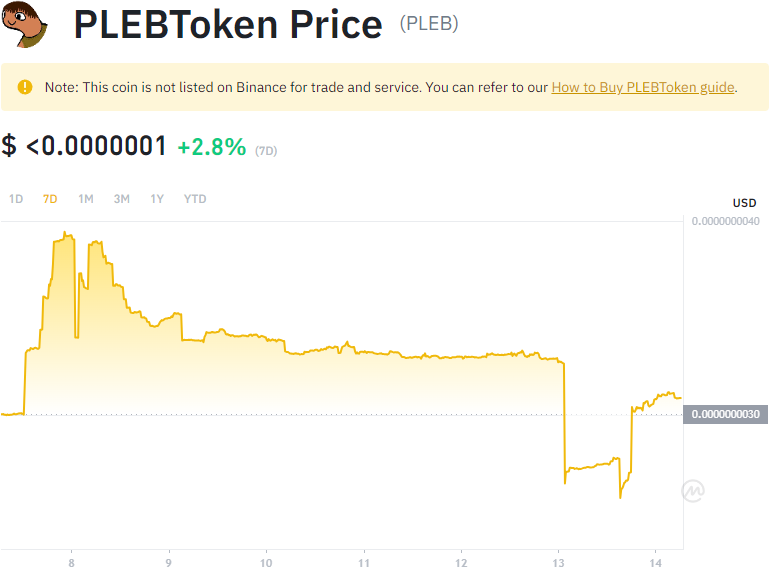 PLEBToken Price (PLEB)
Note: This coin is not listed on Binance for trade and service. You can refer to our How to Buy PLEBToken guide.
$ <0.0000001 +2.8% (7D)
1D 7D 1M 3M 1Y YTD
USD
0.0000000040
0.0000000030
8 9 10 11 12 13 14